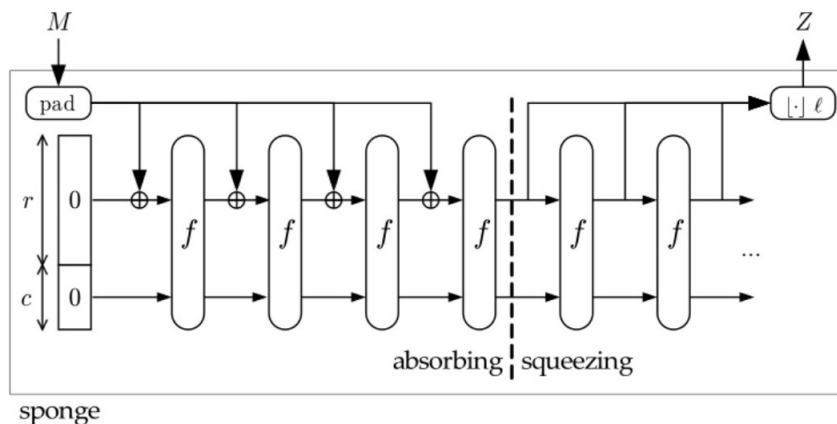 M
Z
pad
⌊·⌋ ℓ
r
0
f
f
f
f
f
f
c
0
...
absorbing
squeezing
sponge